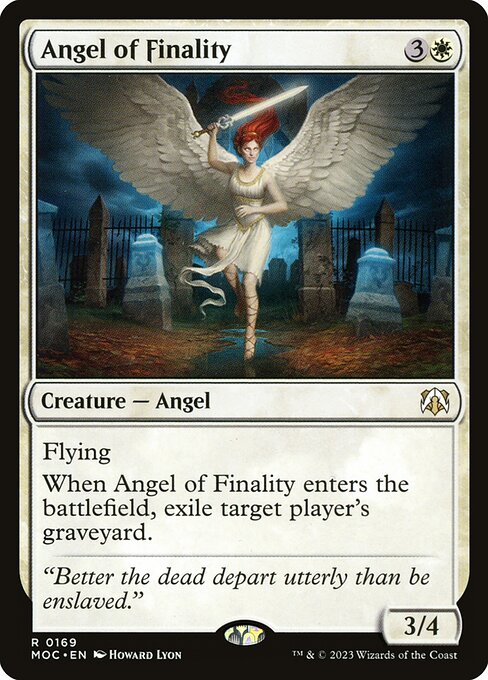 Angel of Finality 3
Creature — Angel
Flying
When Angel of Finality enters the
battlefield, exile target player's
graveyard.
“Better the dead depart utterly than be
enslaved.”
3/4
R 0169
MOC • EN Howard Lyon ™ & © 2023 Wizards of the Coast